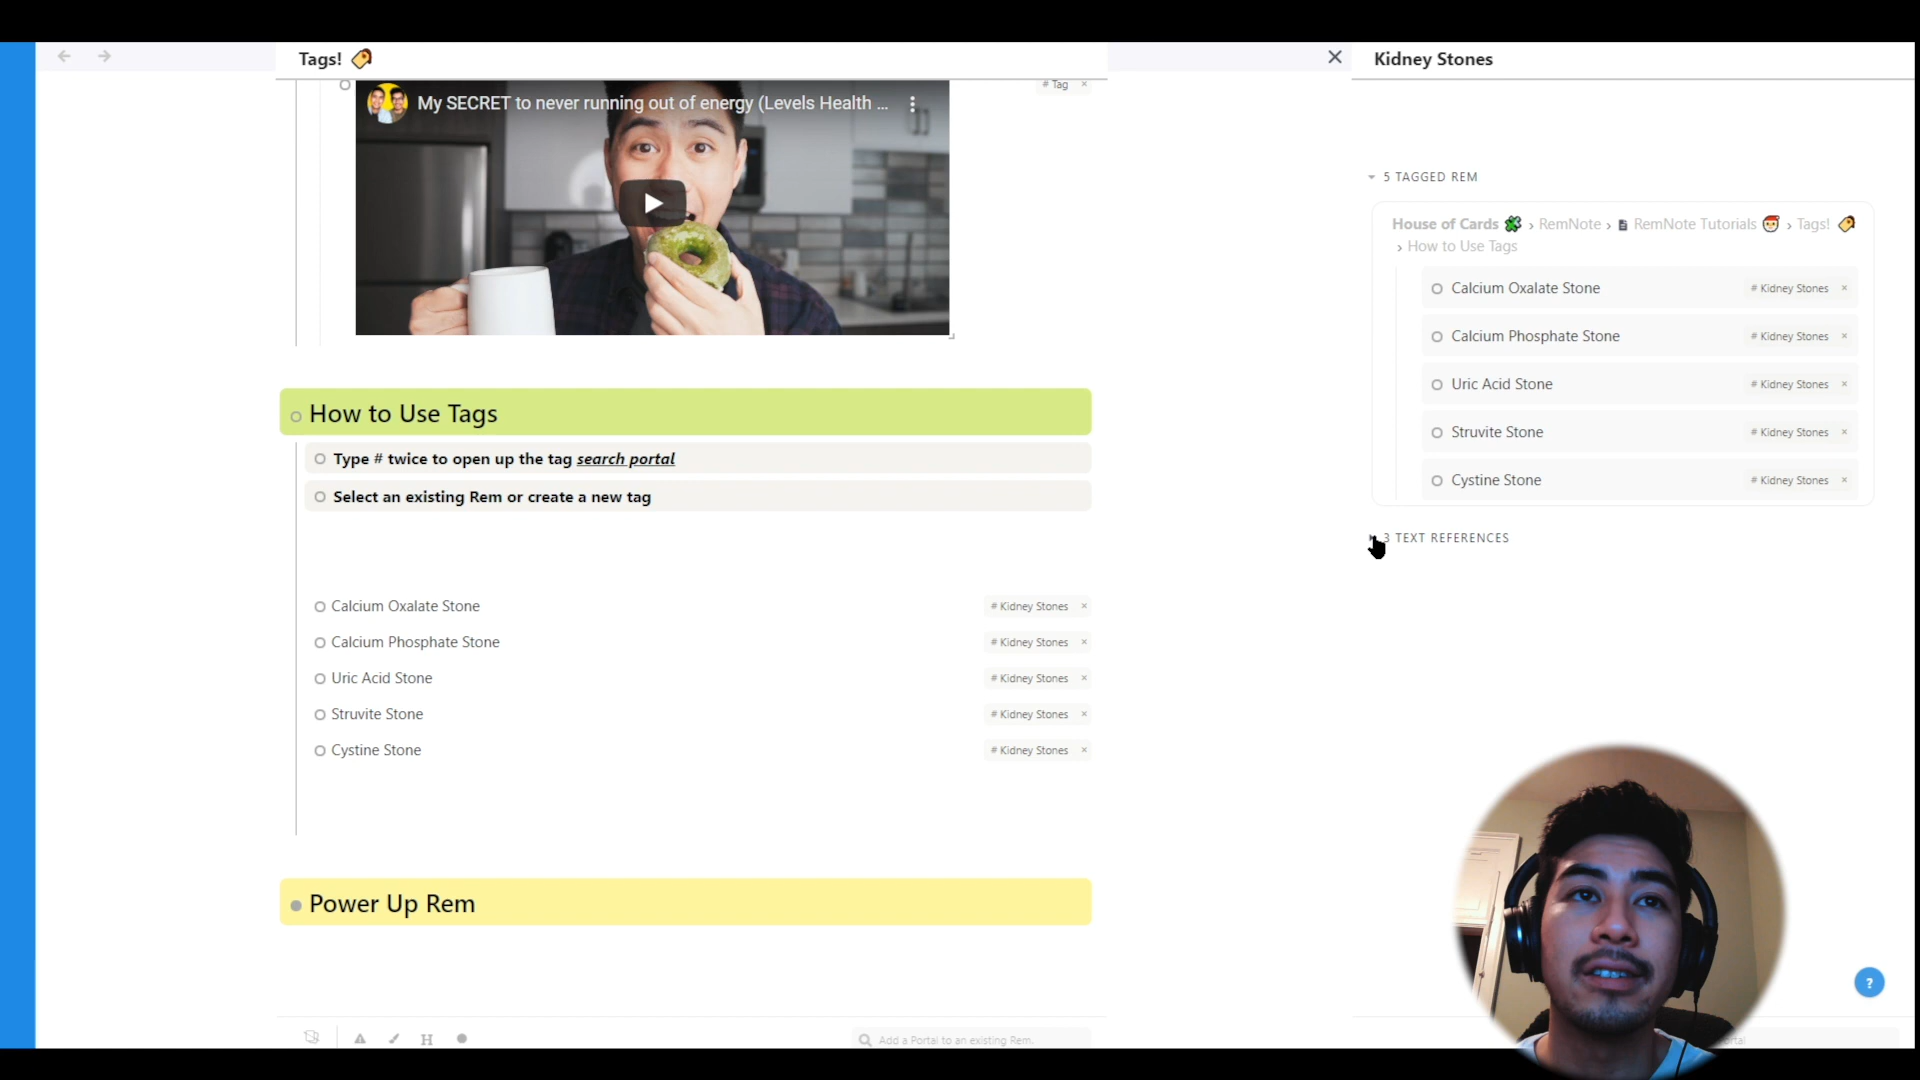 Tags!
# Tag ×
My SECRET to never running out of energy (Levels Health ...
How to Use Tags
Type # twice to open up the tag search portal
Select an existing Rem or create a new tag
Calcium Oxalate Stone # Kidney Stones ×
Calcium Phosphate Stone # Kidney Stones ×
Uric Acid Stone # Kidney Stones ×
Struvite Stone # Kidney Stones ×
Cystine Stone # Kidney Stones ×
Power Up Rem
H
Add a Portal to an existing Rem.
Kidney Stones
5 TAGGED REM
House of Cards › RemNote › RemNote Tutorials › Tags!
› How to Use Tags
Calcium Oxalate Stone # Kidney Stones ×
Calcium Phosphate Stone # Kidney Stones ×
Uric Acid Stone # Kidney Stones ×
Struvite Stone # Kidney Stones ×
Cystine Stone # Kidney Stones ×
3 TEXT REFERENCES
?